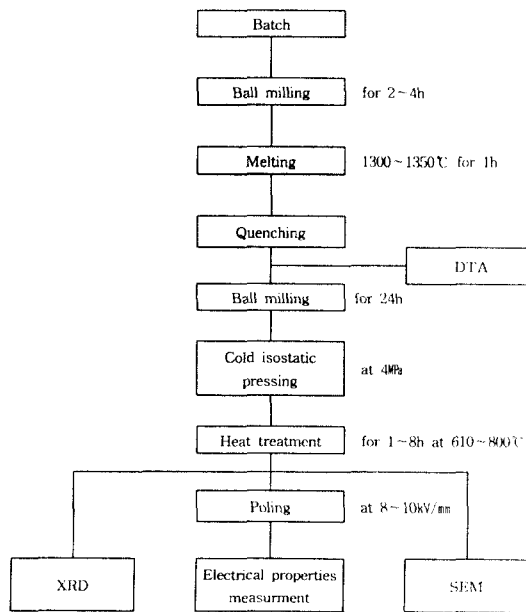 Batch
Ball milling for 2~4h
Melting 1300~1350℃ for 1h
Quenching
DTA
Ball milling for 24h
Cold isostatic
pressing
at 4㎫
Heat treatment for 1~8h at 610~800℃
Poling at 8~10kV/mm
XRD
Electrical properties
measurment
SEM